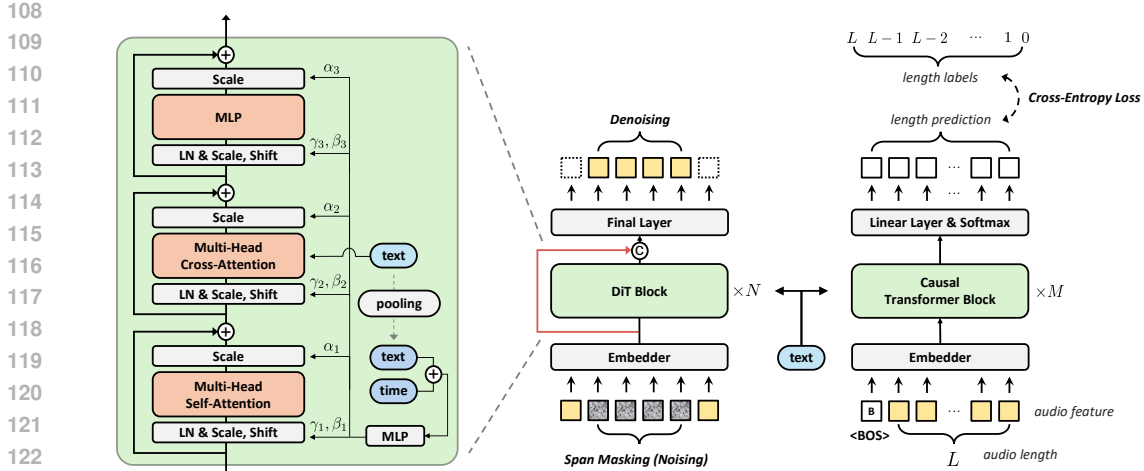 108
109
110
111
112
113
114
115
116
117
118
119
120
121
122
Scale
α3
MLP
LN & Scale, Shift
γ3, β3
Scale
α2
Multi-Head
Cross-Attention
text
LN & Scale, Shift
γ2, β2
pooling
Scale
α1
text
Multi-Head
Self-Attention
time
LN & Scale, Shift
γ1, β1
MLP
Denoising
Final Layer
C
DiT Block
×N
Embedder
Span Masking (Noising)
text
L L − 1 L − 2 ··· 1 0
length labels
Cross-Entropy Loss
length prediction
...
...
Linear Layer & Softmax
Causal
Transformer Block
×M
Embedder
B
...
audio feature
<BOS>
L
audio length